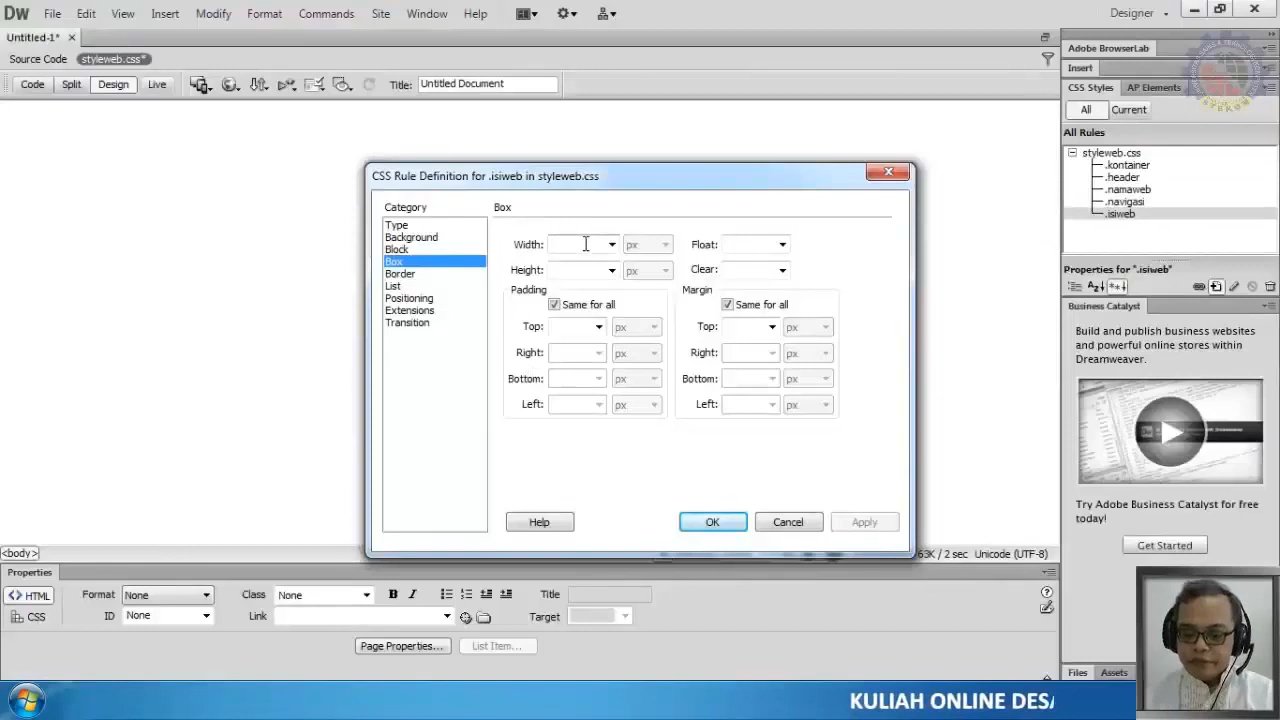 Dw File Edit View Insert Modify Format Commands Site Window Help Designer
Untitled-1*
Source Code styleweb.css*
Code Split Design Live Title: Untitled Document
Adobe BrowserLab
Insert
CSS Styles AP Elements
All Current
All Rules
styleweb.css
.kontainer
.header
.namaweb
.navigasi
.isiweb
Properties for ".isiweb"
Business Catalyst
Build and publish business websites
and powerful online stores within
Dreamweaver.
Try Adobe Business Catalyst for free
today!
Get Started
Files Assets
CSS Rule Definition for .isiweb in styleweb.css
Category
Type
Background
Block
Box
Border
List
Positioning
Extensions
Transition
Box
Width: px Float:
Height: px Clear:
Padding Margin
Same for all Same for all
Top: px Top: px
Right: px Right: px
Bottom: px Bottom: px
Left: px Left: px
Help OK Cancel Apply
<body> 63K / 2 sec Unicode (UTF-8)
Properties
HTML Format None Class None B I Title
CSS ID None Link Target
Page Properties... List Item...
KULIAH ONLINE DESA